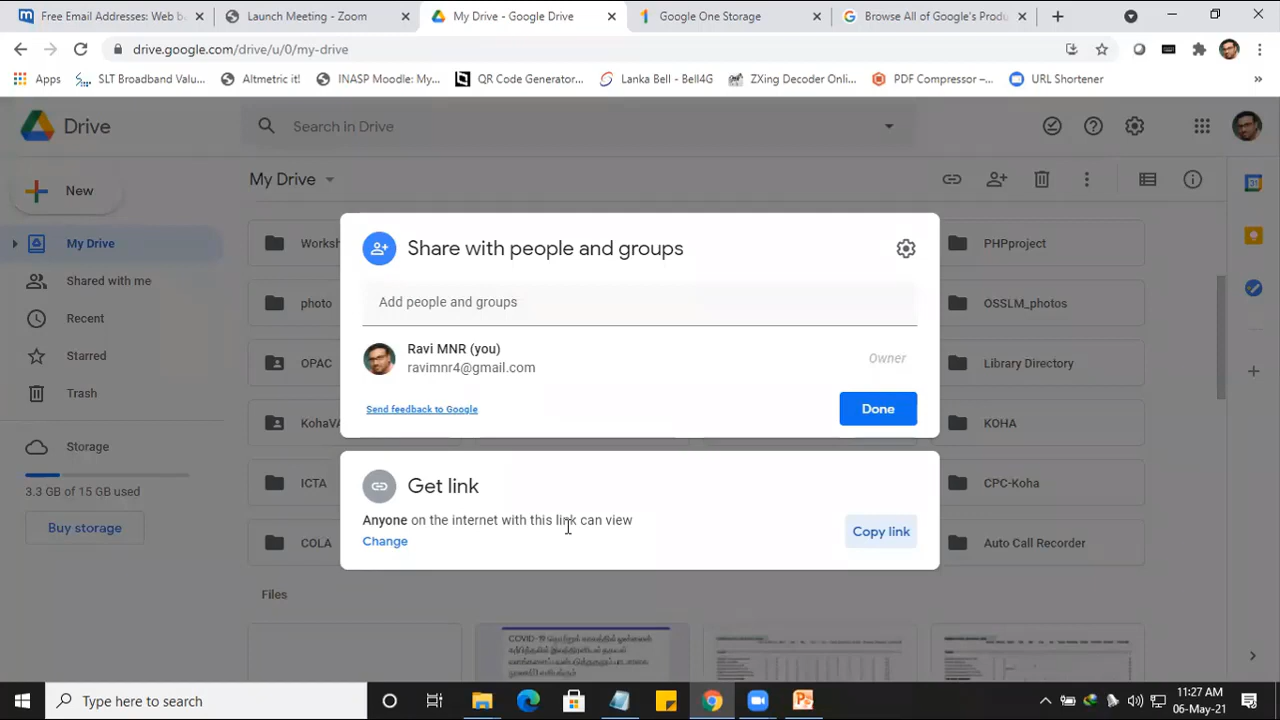 Free Email Addresses: Web b
Launch Meeting - Zoom
My Drive - Google Drive
Google One Storage
Browse All of Google's Produ
drive.google.com/drive/u/0/my-drive
Apps
SLT Broadband Valu...
Altmetric it!
INASP Moodle: My...
QR Code Generator...
Lanka Bell - Bell4G
ZXing Decoder Onli...
PDF Compressor –...
URL Shortener
Drive
Search in Drive
New
My Drive
My Drive
Shared with me
Recent
Starred
Trash
Storage
3.3 GB of 15 GB used
Buy storage
Worksh
PHPproject
photo
OSSLM_photos
OPAC
Library Directory
KohaVA
KOHA
ICTA
CPC-Koha
COLA
Auto Call Recorder
Files
Share with people and groups
Add people and groups
Ravi MNR (you)
ravimnr4@gmail.com
Owner
Send feedback to Google
Done
Get link
Anyone on the internet with this link can view
Change
Copy link
COVID-19
Type here to search
11:27 AM
06-May-21